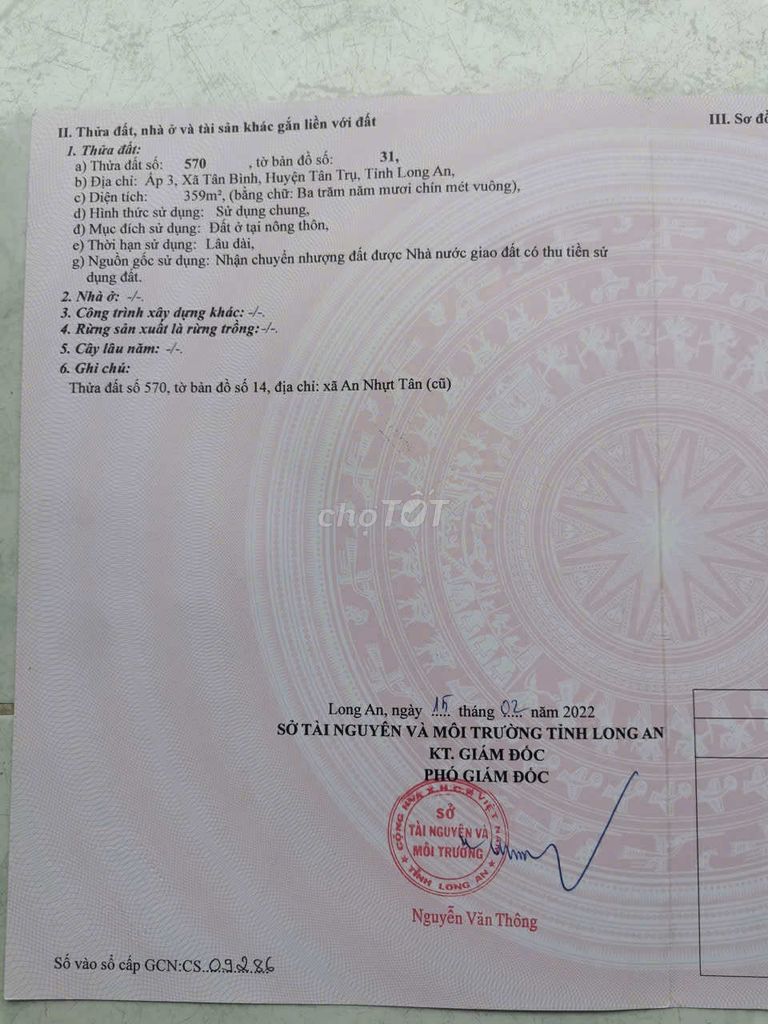 II. Thửa đất, nhà ở và tài sản khác gắn liền với đất
III. Sơ đồ
1. Thửa đất:
a) Thửa đất số: 570 , tờ bản đồ số: 31,
b) Địa chỉ: Ấp 3, Xã Tân Bình, Huyện Tân Trụ, Tỉnh Long An,
c) Diện tích: 359m², (bằng chữ: Ba trăm năm mươi chín mét vuông),
d) Hình thức sử dụng: Sử dụng chung,
đ) Mục đích sử dụng: Đất ở tại nông thôn,
e) Thời hạn sử dụng: Lâu dài,
g) Nguồn gốc sử dụng: Nhận chuyển nhượng đất được Nhà nước giao đất có thu tiền sử
dụng đất.
2. Nhà ở: -/-.
3. Công trình xây dựng khác: -/-.
4. Rừng sản xuất là rừng trồng: -/-.
5. Cây lâu năm: -/-.
6. Ghi chú:
Thửa đất số 570, tờ bản đồ số 14, địa chỉ: xã An Nhựt Tân (cũ)
chợTỐT
Long An, ngày 15 tháng 02 năm 2022
SỞ TÀI NGUYÊN VÀ MÔI TRƯỜNG TỈNH LONG AN
KT. GIÁM ĐỐC
PHÓ GIÁM ĐỐC
CỘNG HÒA X.H.C.N VIỆT NAM
SỞ
TÀI NGUYÊN VÀ
MÔI TRƯỜNG
TỈNH LONG AN
Nguyễn Văn Thông
Số vào sổ cấp GCN:CS 09286